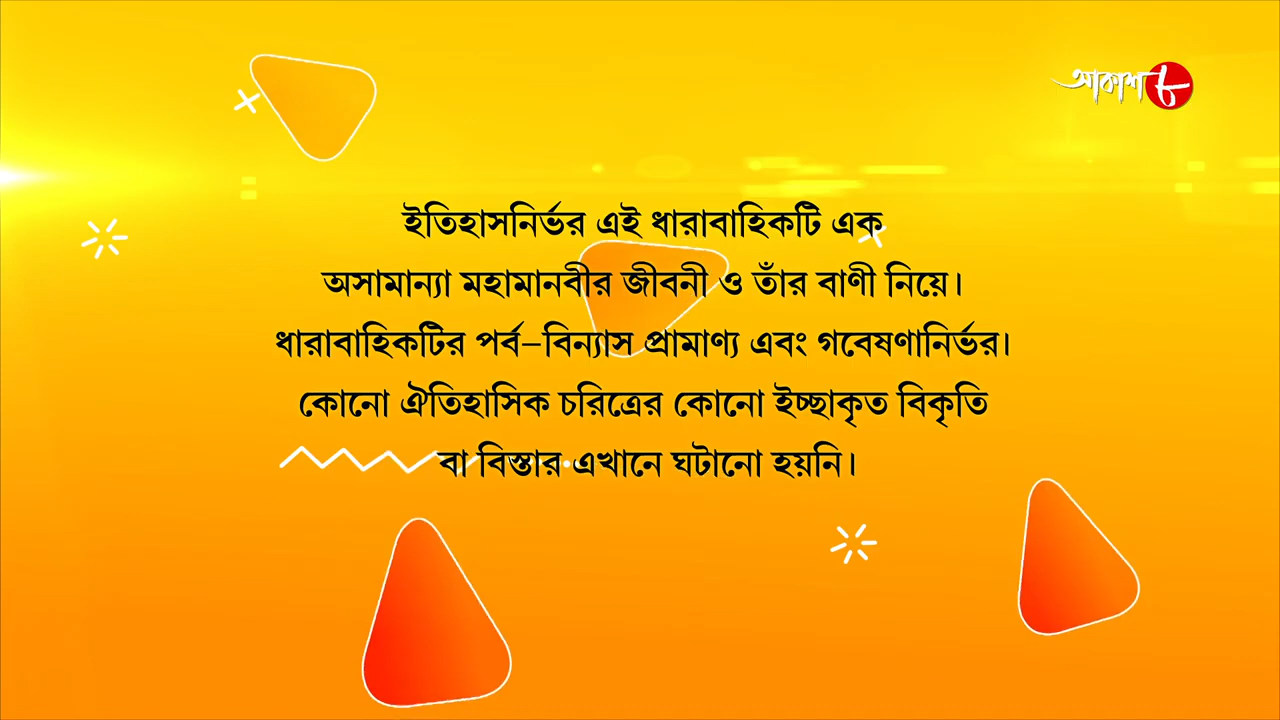 আকাশ ৮
ইতিহাসনির্ভর এই ধারাবাহিকটি এক
অসামান্যা মহামানবীর জীবনী ও তাঁর বাণী নিয়ে।
ধারাবাহিকটির পর্ব–বিন্যাস প্রামাণ্য এবং গবেষণানির্ভর।
কোনো ঐতিহাসিক চরিত্রের কোনো ইচ্ছাকৃত বিকৃতি
বা বিস্তার এখানে ঘটানো হয়নি।